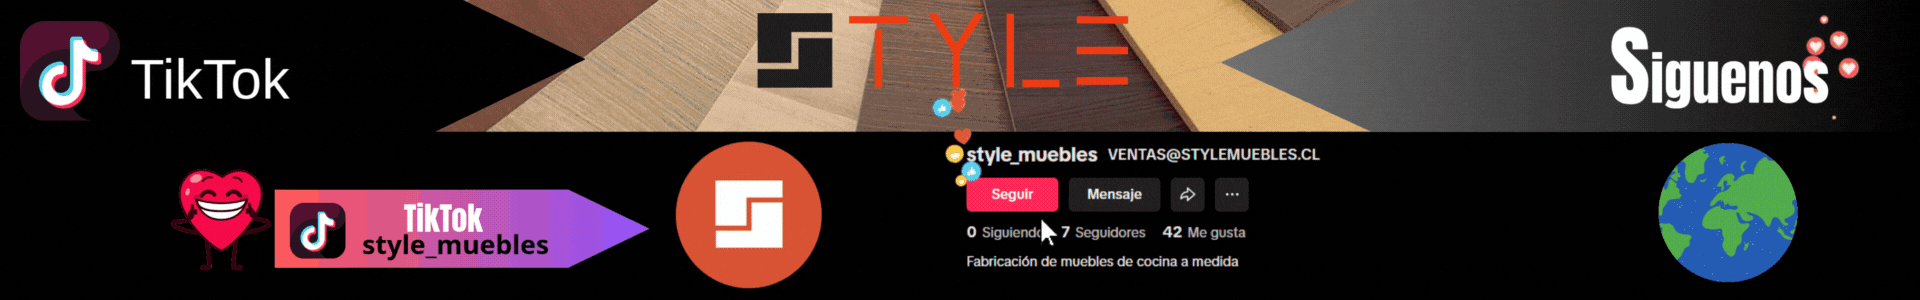 TikTok
STYLE
Siguenos
TikTok
style_muebles
style_muebles VENTAS@STYLEMUEBLES.CL
Seguir Mensaje ...
0 Siguiendo 7 Seguidores 42 Me gusta
Fabricación de muebles de cocina a medida